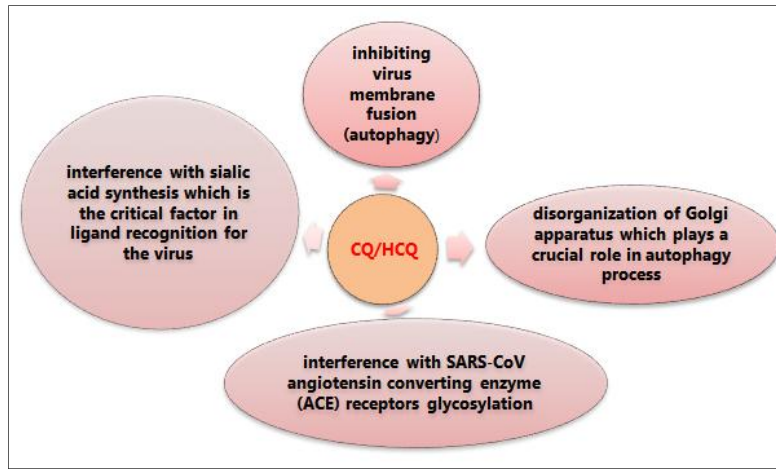 inhibiting
virus
membrane
fusion
(autophagy)
interference with sialic
acid synthesis which is
the critical factor in
ligand recognition for
the virus
CQ/HCQ
disorganization of Golgi
apparatus which plays a
crucial role in autophagy
process
interference with SARS-CoV
angiotensin converting enzyme
(ACE) receptors glycosylation